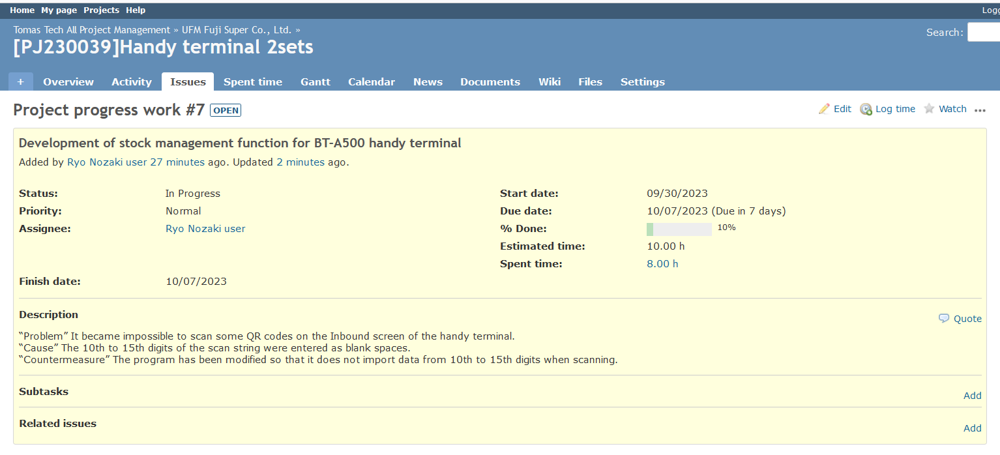 Home My page Projects Help
Tomas Tech All Project Management » UFM Fuji Super Co., Ltd. »
Search:
[PJ230039]Handy terminal 2sets
+ Overview Activity Issues Spent time Gantt Calendar News Documents Wiki Files Settings
Project progress work #7 OPEN
Edit Log time Watch ...
Development of stock management function for BT-A500 handy terminal
Added by Ryo Nozaki user 27 minutes ago. Updated 2 minutes ago.
Status: In Progress Start date: 09/30/2023
Priority: Normal Due date: 10/07/2023 (Due in 7 days)
Assignee: Ryo Nozaki user % Done: 10%
Estimated time: 10.00 h
Spent time: 8.00 h
Finish date: 10/07/2023
Description
Quote
“Problem” It became impossible to scan some QR codes on the Inbound screen of the handy terminal.
“Cause” The 10th to 15th digits of the scan string were entered as blank spaces.
“Countermeasure” The program has been modified so that it does not import data from 10th to 15th digits when scanning.
Subtasks
Add
Related issues
Add